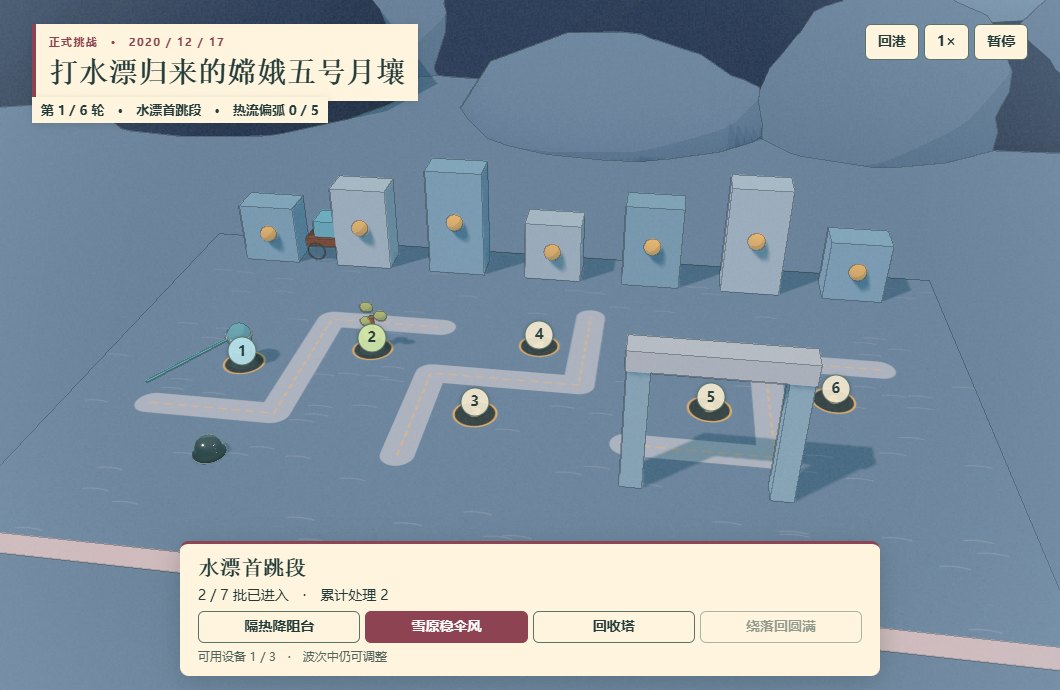 正式挑战 • 2020 / 12 / 17
打水漂归来的嫦娥五号月壤
第 1 / 6 轮 • 水漂首跳段 • 热流偏弧 0 / 5
回港 1× 暂停
1 2 3 4 5 6
水漂首跳段
2 / 7 批已进入 · 累计处理 2
隔热降阻台 雪原稳伞风 回收塔 绕落回圆满
可用设备 1 / 3 · 波次中仍可调整